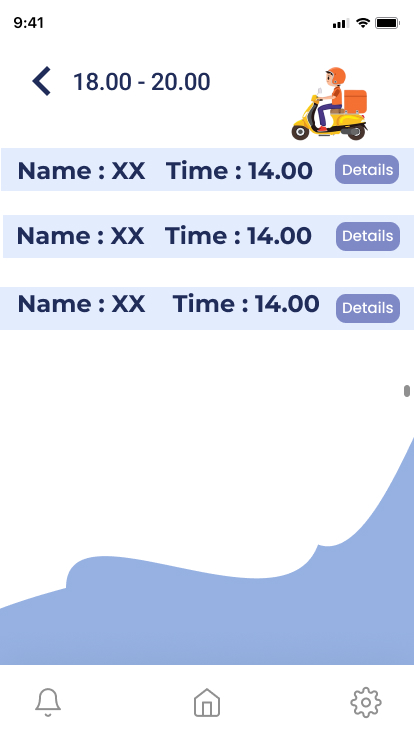 9:41
18.00 - 20.00
Name : XX Time : 14.00 Details
Name : XX Time : 14.00 Details
Name : XX Time : 14.00 Details